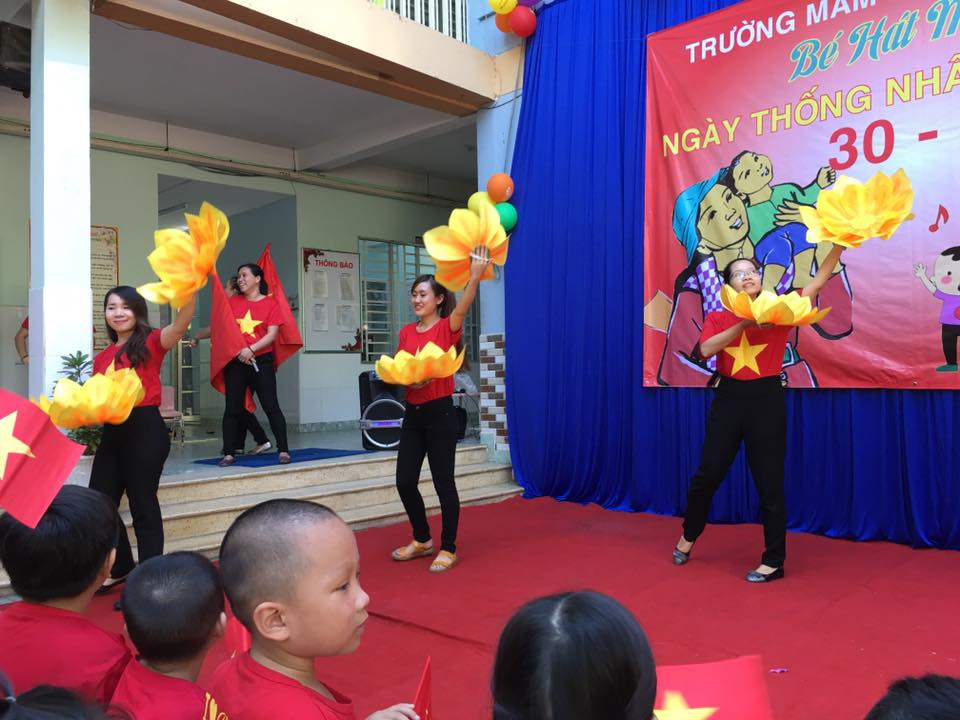 TRƯỜNG MẦM
Bé Hát M
NGÀY THỐNG NHẤ
30 -
THÔNG BÁO